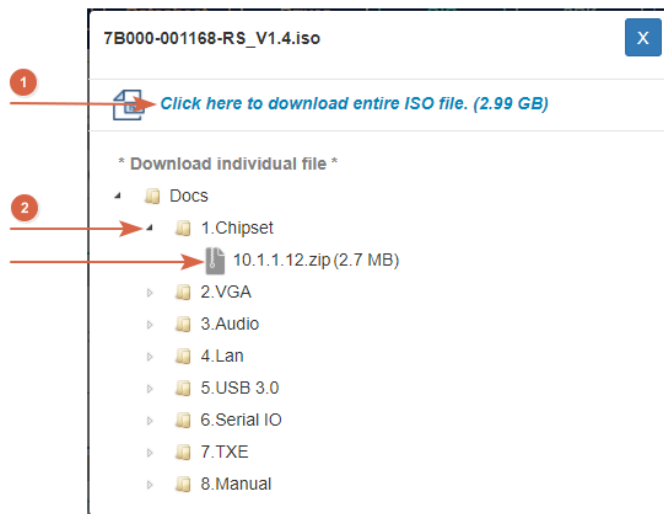 7B000-001168-RS_V1.4.iso
X
1
Click here to download entire ISO file. (2.99 GB)
* Download individual file *
Docs
2
1.Chipset
10.1.1.12.zip (2.7 MB)
2.VGA
3.Audio
4.Lan
5.USB 3.0
6.Serial IO
7.TXE
8.Manual